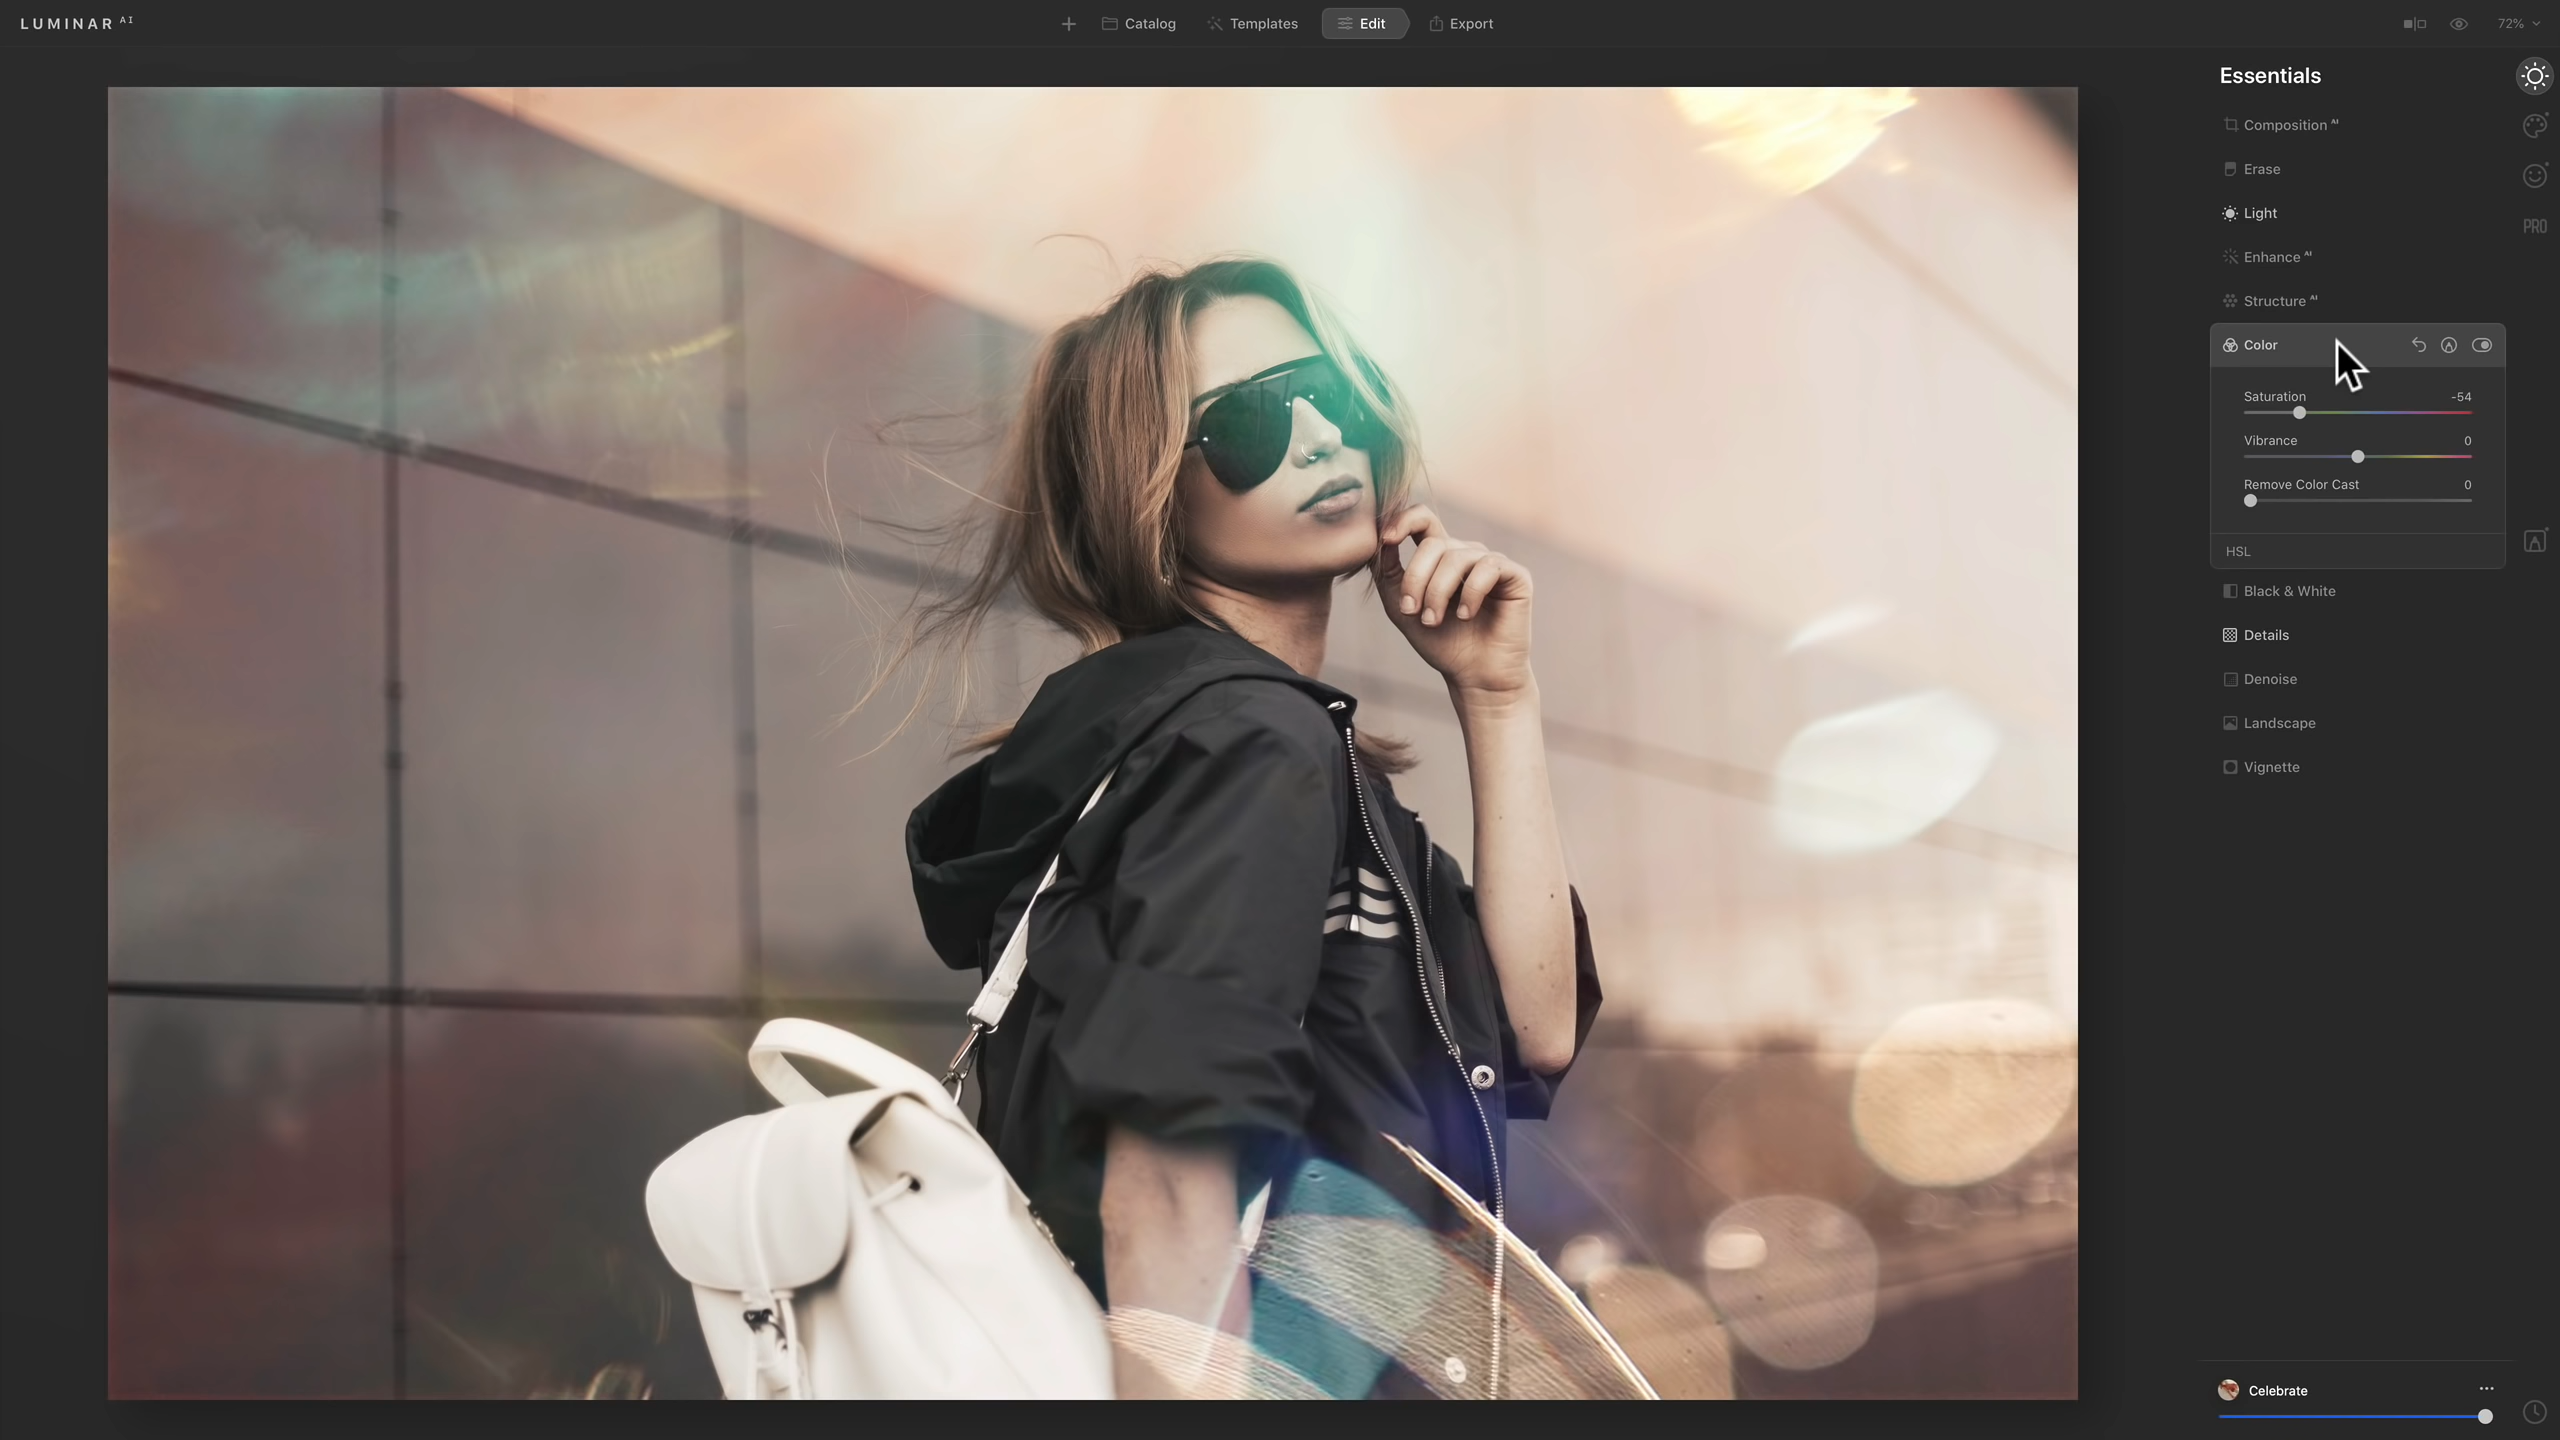 LUMINAR AI
Catalog
Templates
Edit
Export
72%
Essentials
Composition AI
Erase
Light
PRO
Enhance AI
Structure AI
Color
Saturation -54
Vibrance 0
Remove Color Cast 0
HSL
Black & White
Details
Denoise
Landscape
Vignette
Celebrate